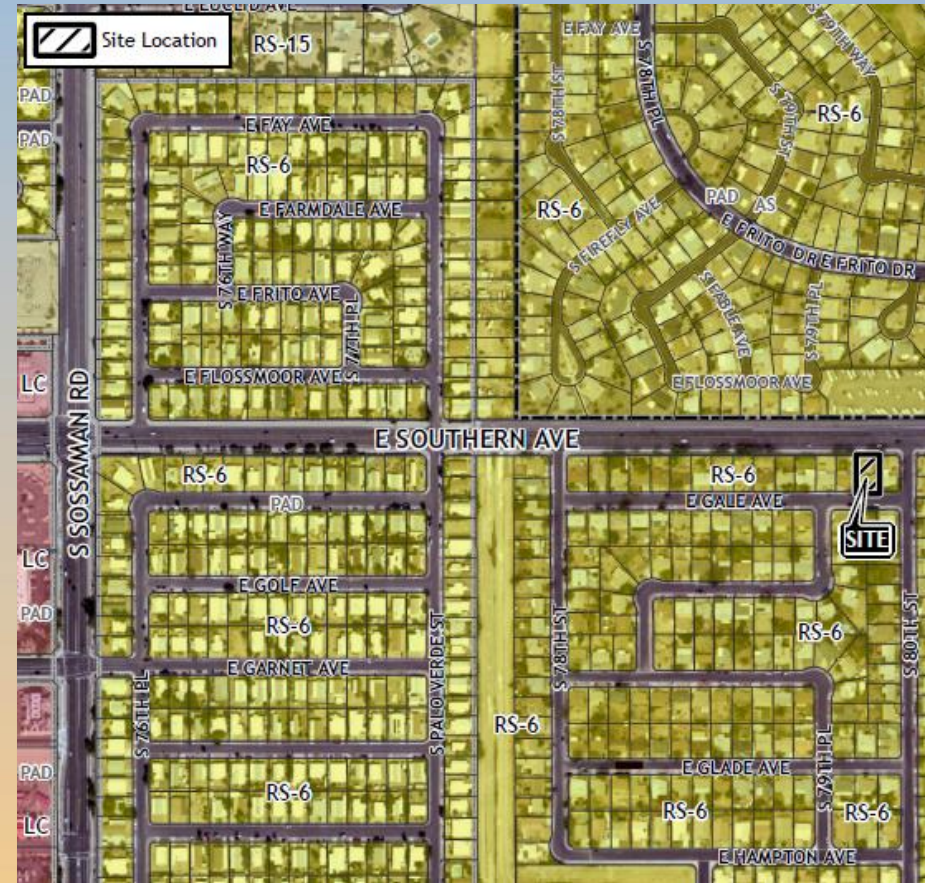 E EUCLID AVE
Site Location
RS-15
E FAY AVE
S 78TH ST
S 78TH PL
S 79TH WAY
S 79TH ST
RS-6
PAD
PAD
E FAY AVE
RS-6
E FARMDALE AVE
S 76TH WAY
RS-6
PAD
AS
S FIREFLY AVE
E FRITO DR
E FRITO DR
E FRITO AVE
S 77TH PL
S FABLE AVE
S 79TH PL
LC
E FLOSSMOOR AVE
E FLOSSMOOR AVE
S SOSSAMAN RD
E SOUTHERN AVE
RS-6
PAD
RS-6
E GALE AVE
SITE
LC
E GOLF AVE
PAD
RS-6
RS-6
S PALO VERDE ST
S 78TH ST
S 80TH ST
E GARNET AVE
S 76TH PL
RS-6
S 79TH PL
PAD
RS-6
E GLADE AVE
LC
RS-6
RS-6
E HAMPTON AVE